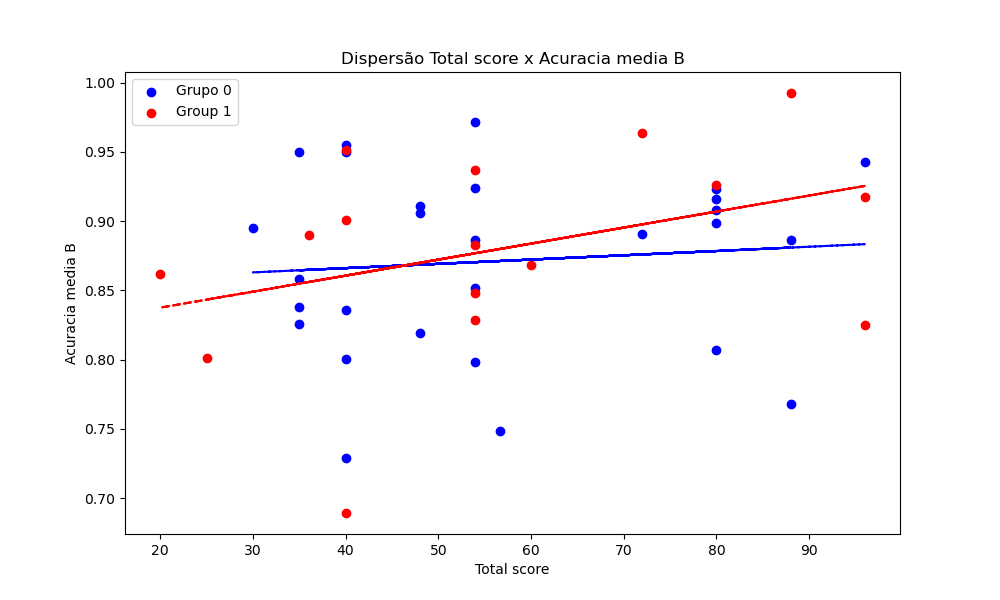 Dispersão Total score x Acuracia media B
Grupo 0
Group 1
1.00
0.95
0.90
0.85
0.80
0.75
0.70
Acuracia media B
20 30 40 50 60 70 80 90
Total score